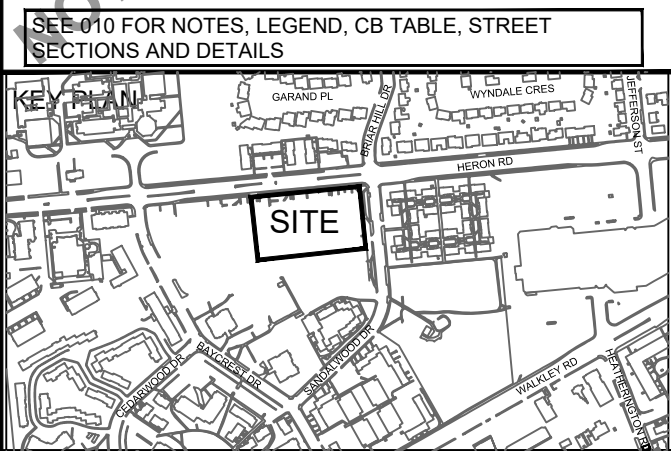 SEE 010 FOR NOTES, LEGEND, CB TABLE, STREET
SECTIONS AND DETAILS
KEY PLAN
GARAND PL
BRIAR HILL DR
WYNDALE CRES
JEFFERSON ST
HERON RD
SITE
CEDARWOOD DR
BAYCREST DR
SANDALWOOD DR
WALKLEY RD
HEATHERINGTON RD